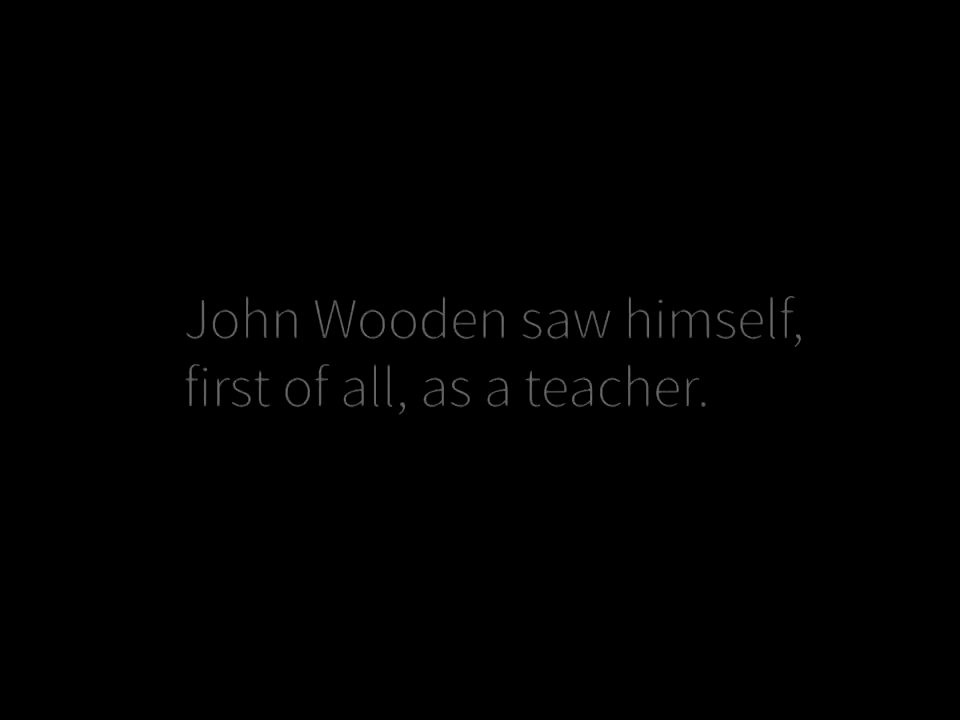 John Wooden saw himself,
first of all, as a teacher.